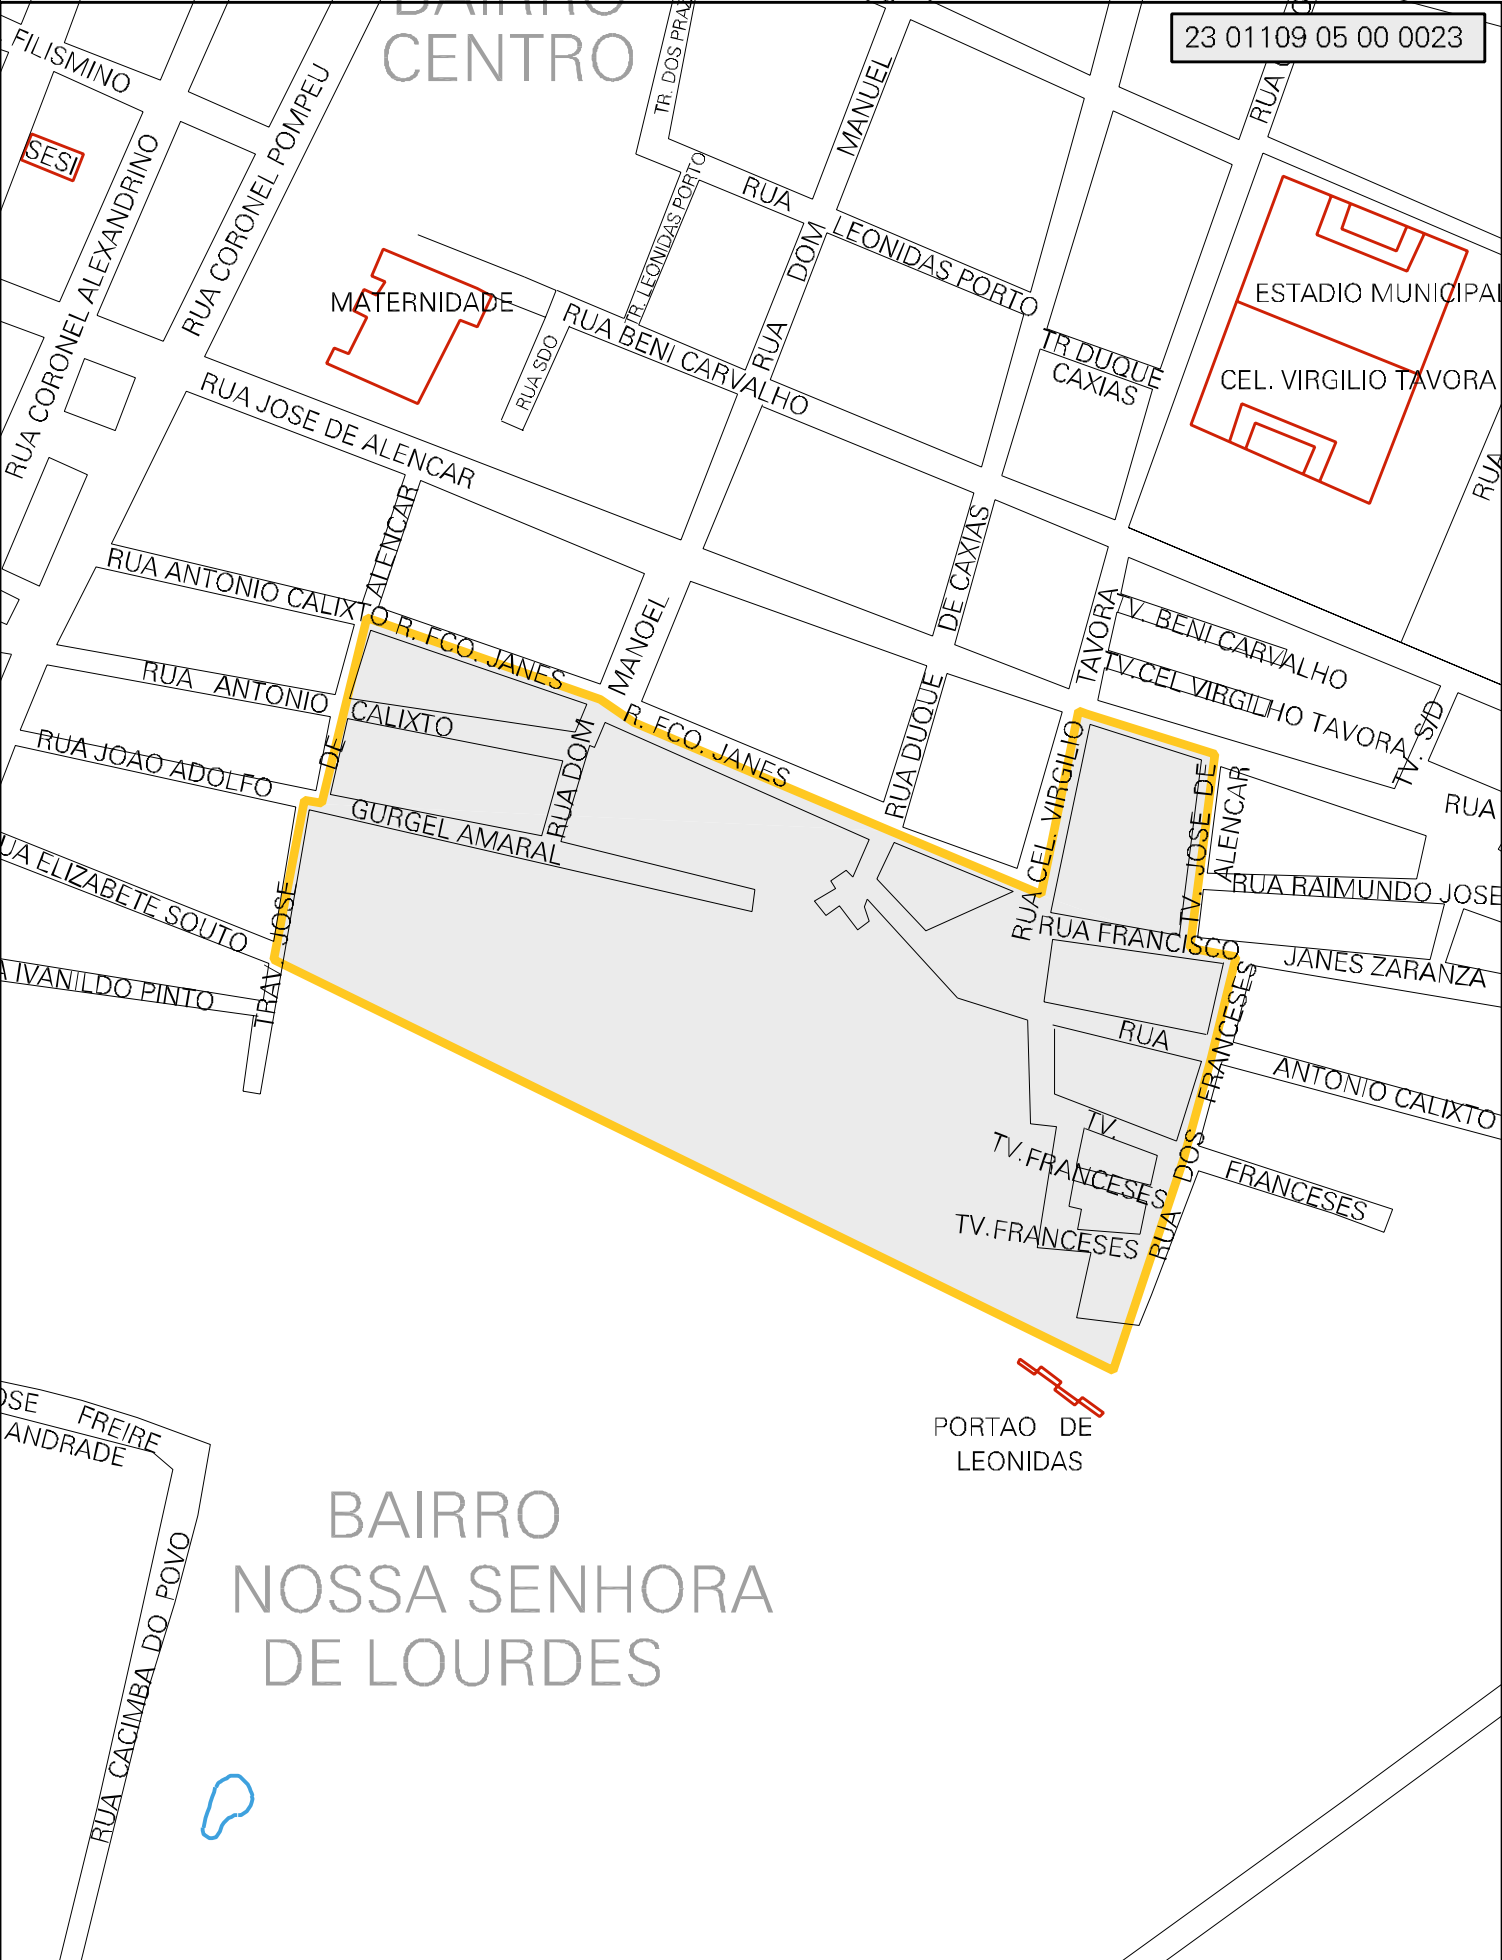 BAIRRO
CENTRO
23 01109 05 00 0023
FILISMINO
SESI
RUA CORONEL ALEXANDRINO
RUA CORONEL POMPEU
TR. DOS PRAZ
TR. LEONIDAS PORTO
MANUEL
RUA
LEONIDAS PORTO
RUA DOM
MATERNIDADE
RUA SDO
RUA BENI CARVALHO
TR DUQUE
CAXIAS
ESTADIO MUNICIPAL
CEL. VIRGILIO TAVORA
RUA
RUA
RUA JOSE DE ALENCAR
ALENCAR
DE CAXIAS
RUA ANTONIO CALIXTO
R. FCO. JANES
MANOEL
TAVORA
TV. BENI CARVALHO
TV.CEL VIRGILHO TAVORA
TV. S/D
RUA ANTONIO
CALIXTO
RUA JOAO ADOLFO
DE
RUA DOM
R. FCO. JANES
RUA DUQUE
RUA CEL. VIRGILIO
TV. JOSE DE
ALENCAR
RUA
GURGEL AMARAL
UA ELIZABETE SOUTO
TRAV. JOSE
RUA RAIMUNDO JOSE
RUA FRANCISCO
JANES ZARANZA
A IVANILDO PINTO
RUA
ANTONIO CALIXTO
RUA DOS FRANCESES
TV.
TV.FRANCESES
FRANCESES
TV.FRANCESES
PORTAO DE
LEONIDAS
OSE FREIRE
ANDRADE
BAIRRO
NOSSA SENHORA
DE LOURDES
RUA CACIMBA DO POVO